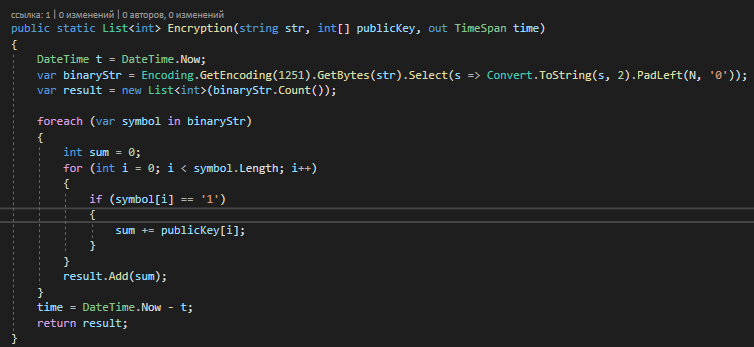 ссылка: 1 | 0 изменений | 0 авторов, 0 изменений
public static List<int> Encryption(string str, int[] publicKey, out TimeSpan time)
{
DateTime t = DateTime.Now;
var binaryStr = Encoding.GetEncoding(1251).GetBytes(str).Select(s => Convert.ToString(s, 2).PadLeft(N, '0'));
var result = new List<int>(binaryStr.Count());
foreach (var symbol in binaryStr)
{
int sum = 0;
for (int i = 0; i < symbol.Length; i++)
{
if (symbol[i] == '1')
{
sum += publicKey[i];
}
}
result.Add(sum);
}
time = DateTime.Now - t;
return result;
}